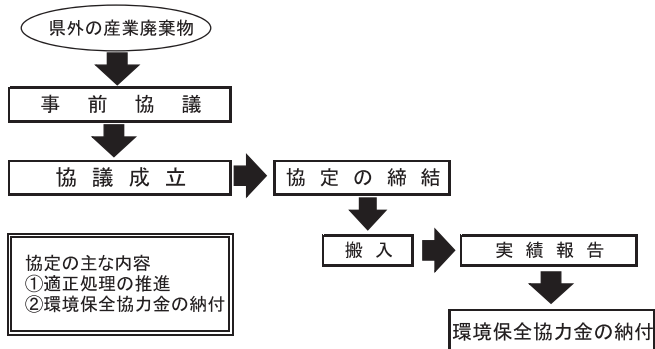 県外の産業廃棄物
事前協議
協議成立
協定の締結
搬入
実績報告
環境保全協力金の納付
協定の主な内容
①適正処理の推進
②環境保全協力金の納付